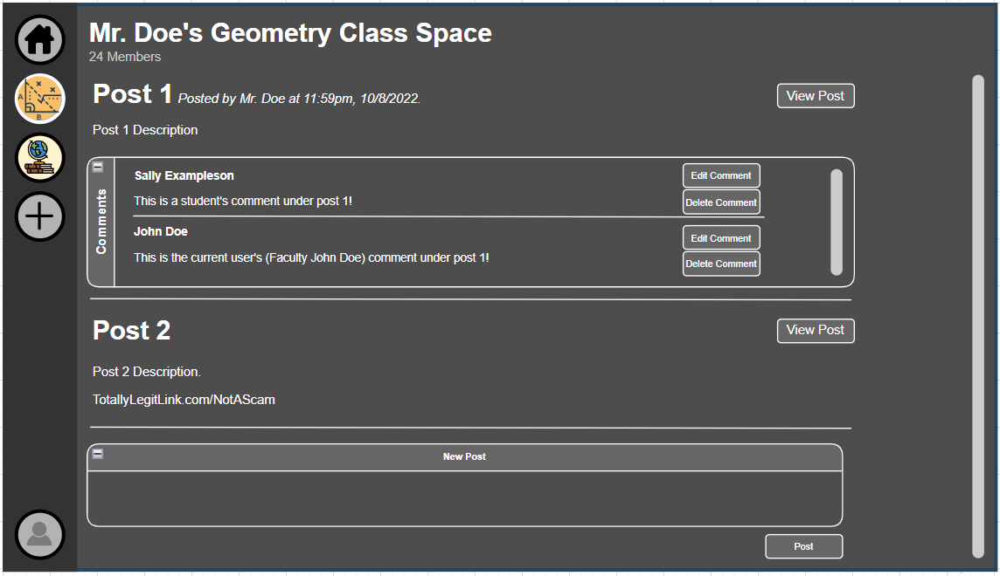 Mr. Doe's Geometry Class Space
24 Members
Post 1 Posted by Mr. Doe at 11:59pm, 10/8/2022.
View Post
Post 1 Description
Comments
Sally Exampleson
Edit Comment
This is a student's comment under post 1!
Delete Comment
John Doe
Edit Comment
This is the current user's (Faculty John Doe) comment under post 1!
Delete Comment
Post 2
View Post
Post 2 Description.
TotallyLegitLink.com/NotAScam
New Post
Post
A
B